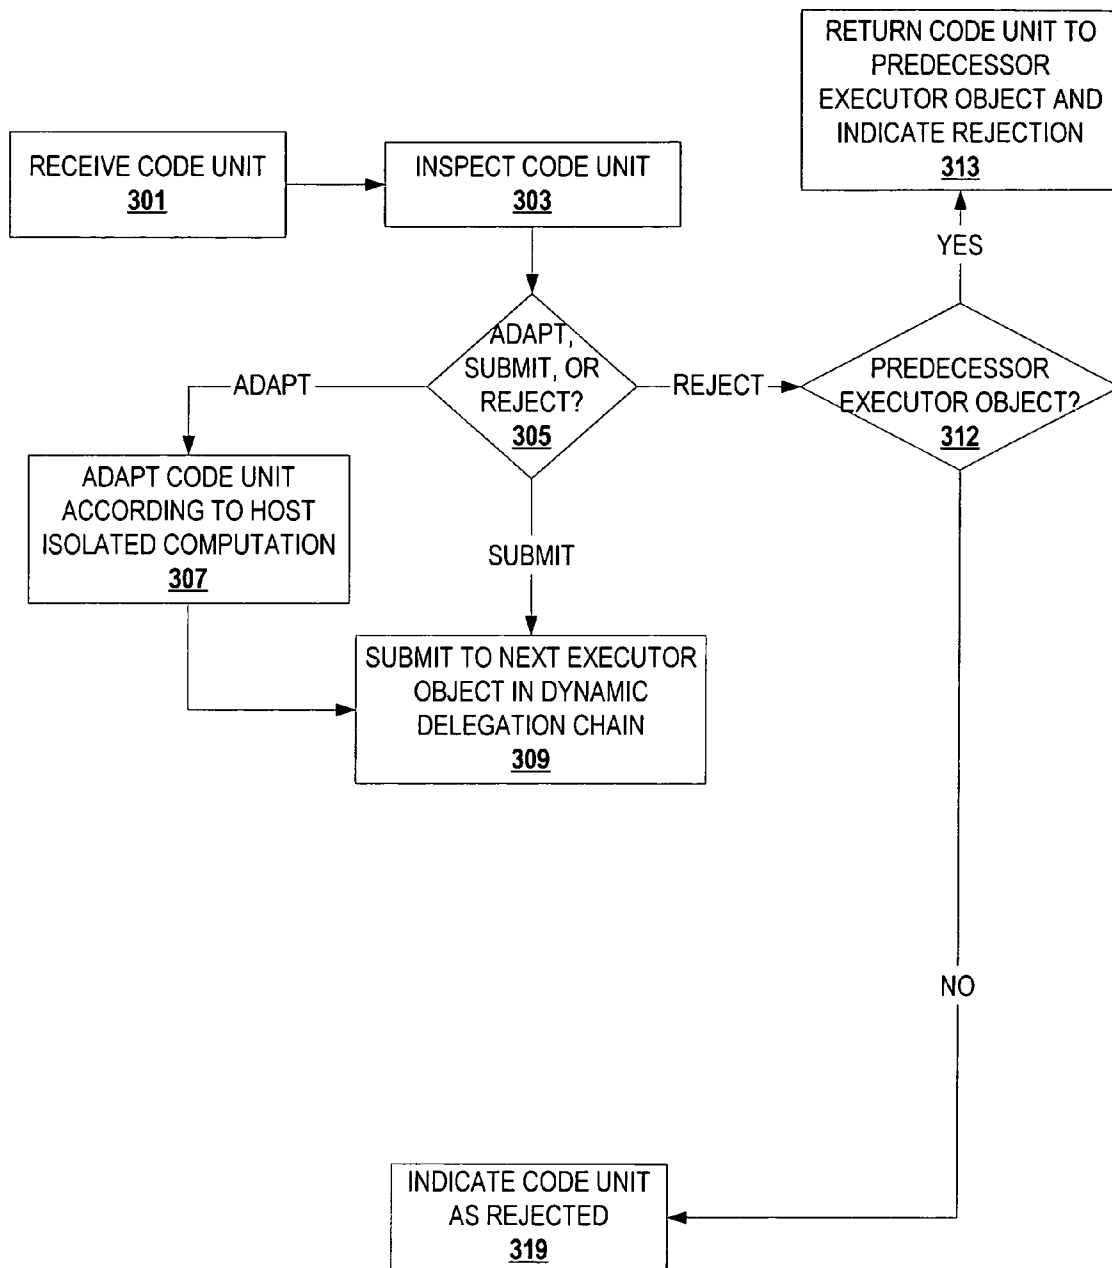 RECEIVE CODE UNIT
301
INSPECT CODE UNIT
303
RETURN CODE UNIT TO
PREDECESSOR
EXECUTOR OBJECT AND
INDICATE REJECTION
313
YES
ADAPT,
SUBMIT, OR
REJECT?
305
ADAPT
REJECT
PREDECESSOR
EXECUTOR OBJECT?
312
ADAPT CODE UNIT
ACCORDING TO HOST
ISOLATED COMPUTATION
307
SUBMIT
SUBMIT TO NEXT EXECUTOR
OBJECT IN DYNAMIC
DELEGATION CHAIN
309
NO
INDICATE CODE UNIT
AS REJECTED
319